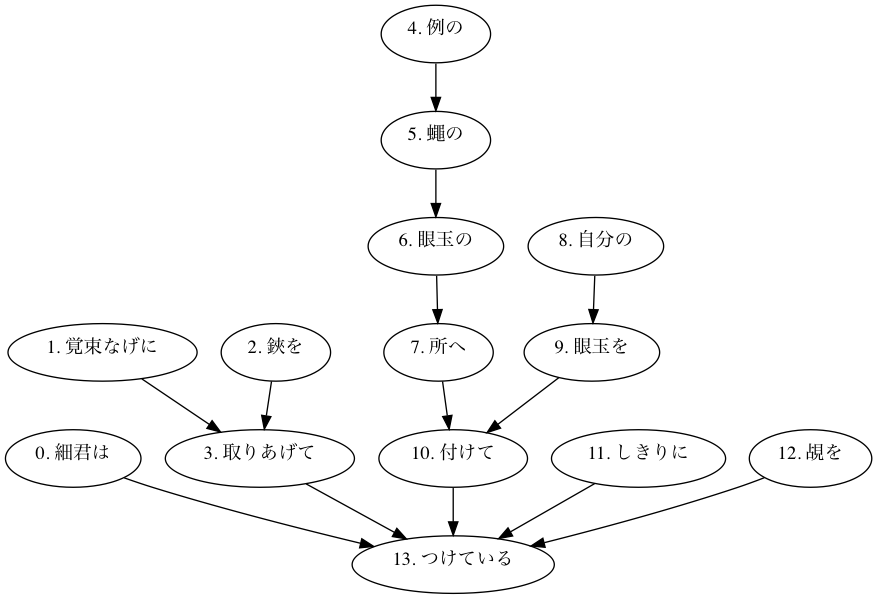 4. 例の
5. 蠅の
6. 眼玉の
8. 自分の
1. 覚束なげに
2. 鋏を
7. 所へ
9. 眼玉を
0. 細君は
3. 取りあげて
10. 付けて
11. しきりに
12. 覘を
13. つけている